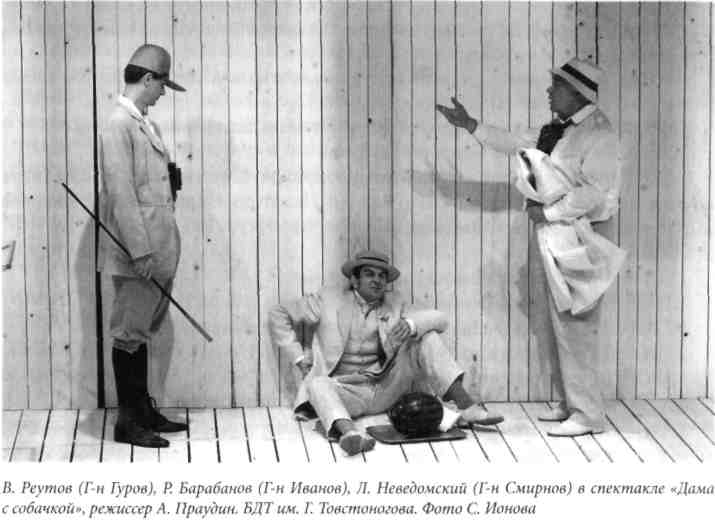 В. Реутов (Г-н Гуров), Р. Барабанов (Г-н Иванов), Л. Неведомский (Г-н Смирнов) в спектакле «Дама
с собачкой», режиссер А. Праудин. БДТ им. Г. Товстоногова. Фото С. Ионова